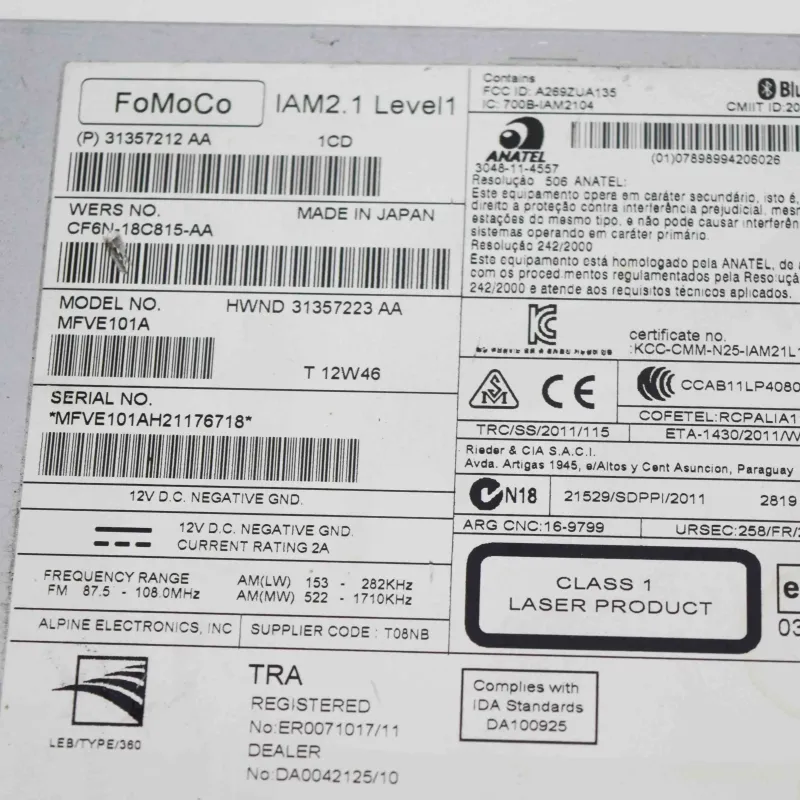 FoMoCo
IAM2.1 Level1
(P) 31357212 AA
1CD
WERS NO.
MADE IN JAPAN
CF6N-18C815-AA
MODEL NO.
HWND 31357223 AA
MFVE101A
T 12W46
SERIAL NO.
*MFVE101AH21176718*
12V D.C. NEGATIVE GND.
12V D.C. NEGATIVE GND.
CURRENT RATING 2A
FREQUENCY RANGE
FM 87.5 - 108.0MHz
AM(LW) 153 - 282KHz
AM(MW) 522 - 1710KHz
ALPINE ELECTRONICS, INC
SUPPLIER CODE : T08NB
LEB/TYPE/360
TRA
REGISTERED
No:ER0071017/11
DEALER
No:DA0042125/10
Contains
FCC ID: A269ZUA135
IC: 700B-IAM2104
Blu
CMIIT ID:20
ANATEL
3048-11-4557
(01)07898994206026
Resolução 506 ANATEL:
Este equipamento opera em caráter secundário, isto é,
direito a proteção contra interferência prejudicial, mesm
estações do mesmo tipo, e não pode causar interferên
sistemas operando em caráter primário.
Resolução 242/2000
Este equipamento está homologado pela ANATEL, de a
com os procedimentos regulamentados pela Resoluçã
242/2000 e atende aos requisitos técnicos aplicados.
certificate no.
:KCC-CMM-N25-IAM21L1
CE
CCAB11LP4080
COFETEL:RCPALIA1
TRC/SS/2011/115
ETA-1430/2011/W
Rieder & CIA S.A.C.I.
Avda. Artigas 1945, e/Altos y Cent Asuncion, Paraguay
N18
21529/SDPPI/2011
2819
ARG CNC:16-9799
URSEC:258/FR/2
CLASS 1
LASER PRODUCT
e
03
Complies with
IDA Standards
DA100925